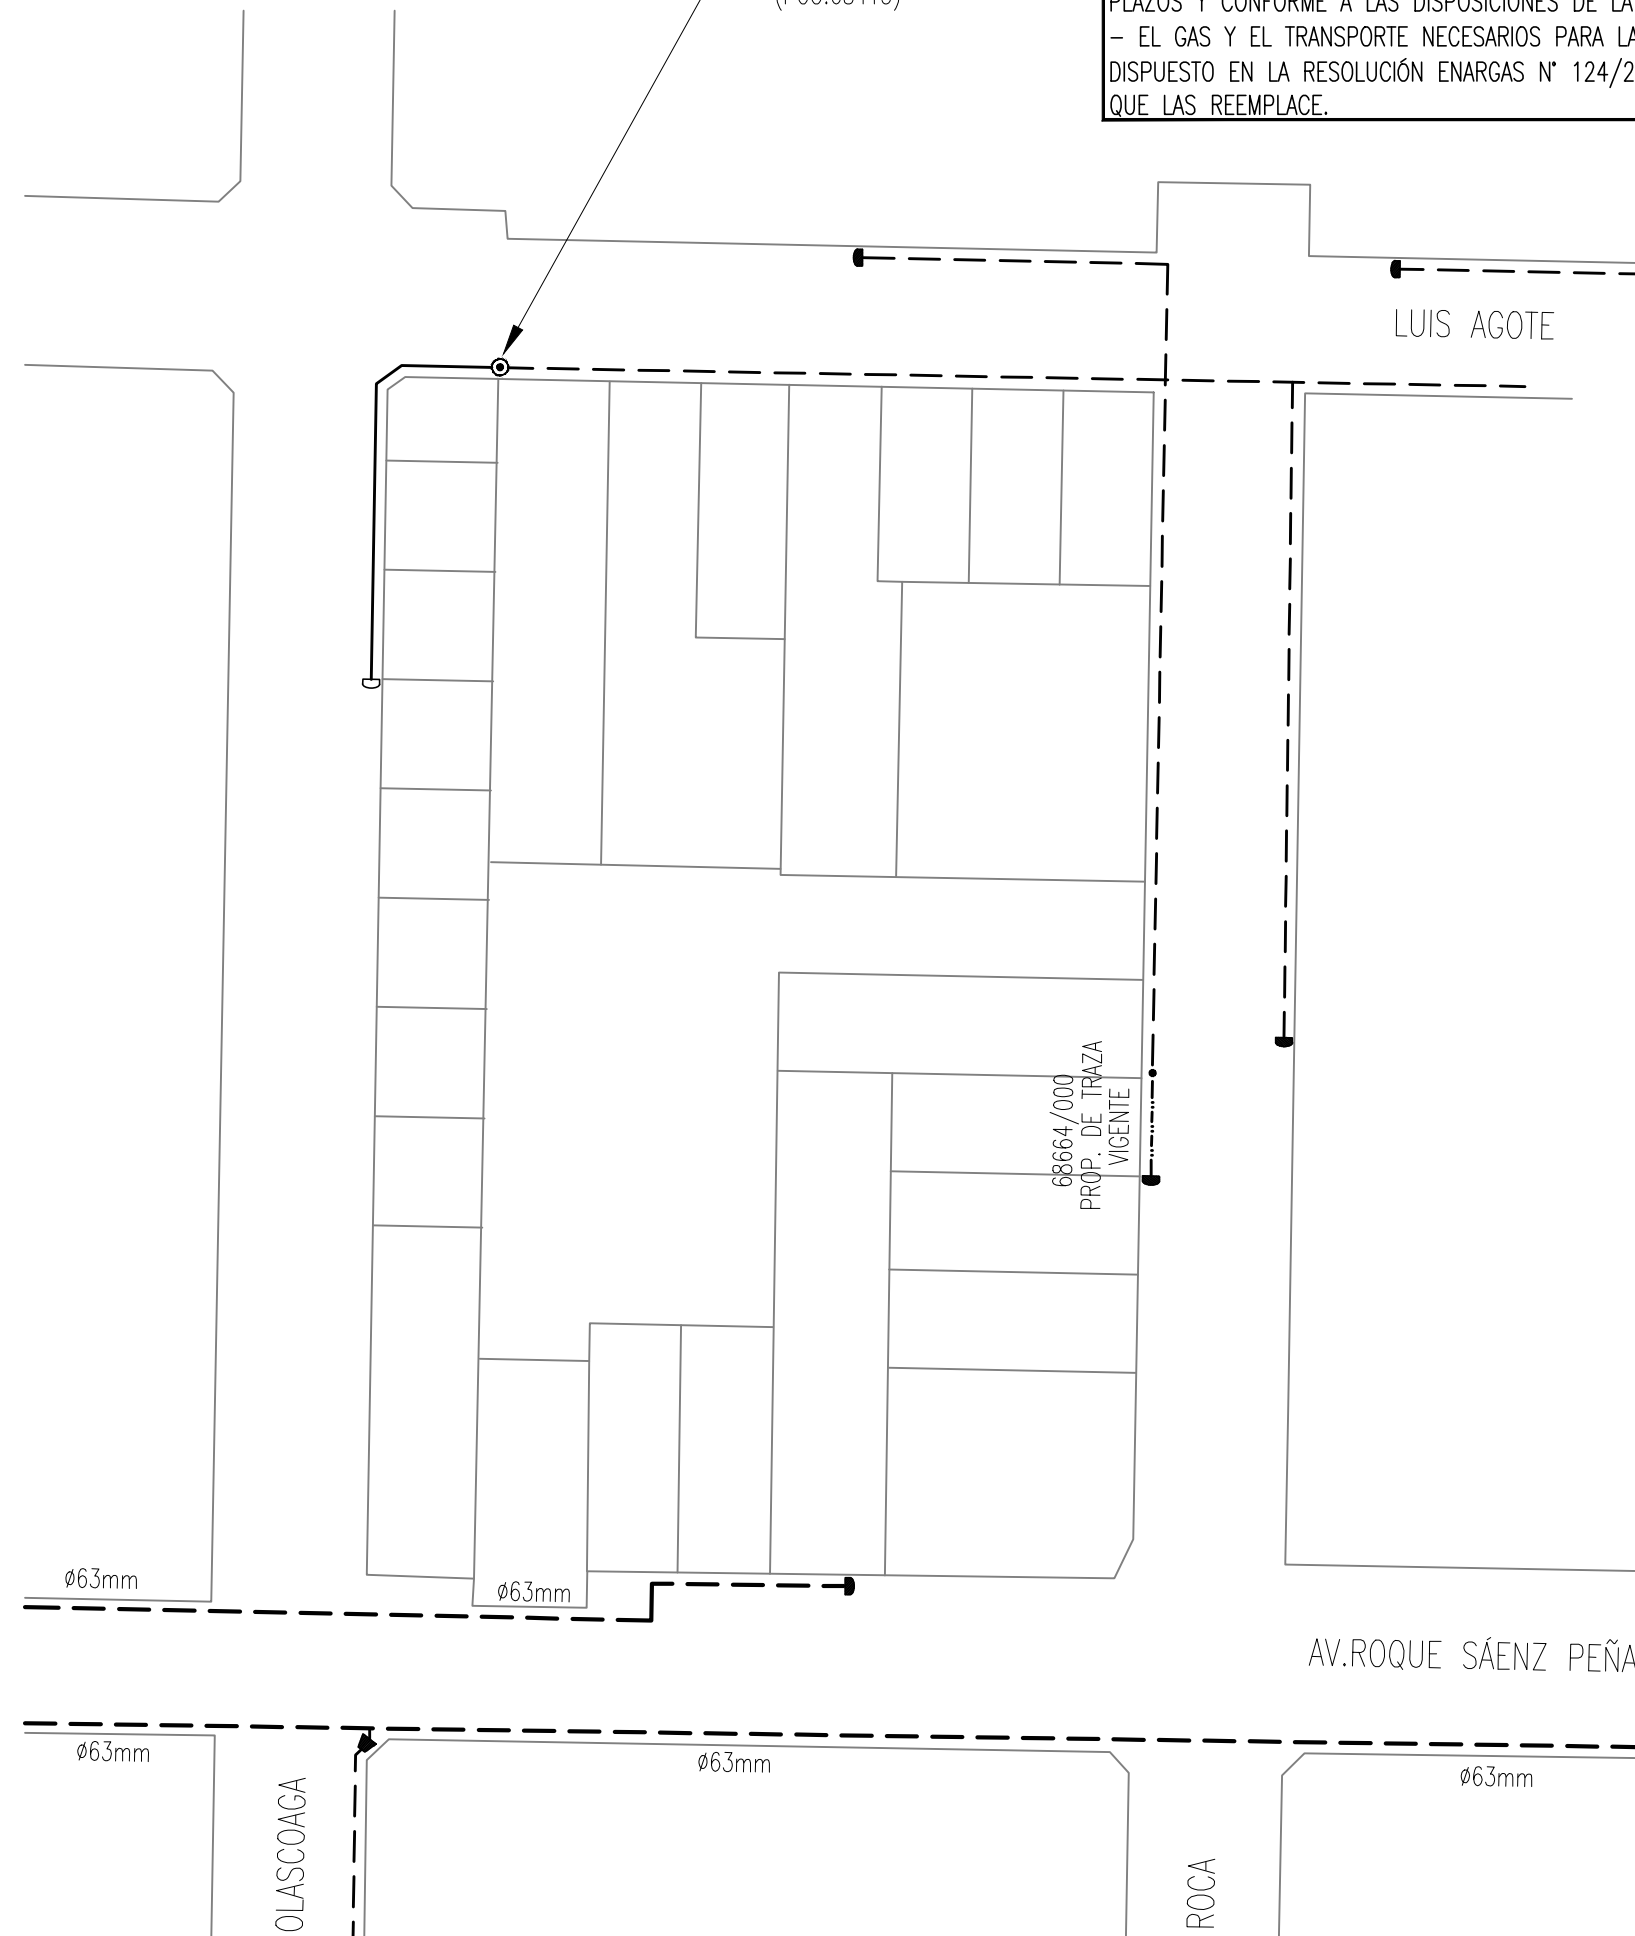 PLAZOS Y CONFORME A LAS DISPOSICIONES DE LA
– EL GAS Y EL TRANSPORTE NECESARIOS PARA LA
DISPUESTO EN LA RESOLUCIÓN ENARGAS N° 124/2
QUE LAS REEMPLACE.
LUIS AGOTE
68664/000
PROP. DE TRAZA
VIGENTE
Ø63mm
Ø63mm
AV.ROQUE SÁENZ PEÑA
Ø63mm
Ø63mm
Ø63mm
OLASCOAGA
ROCA